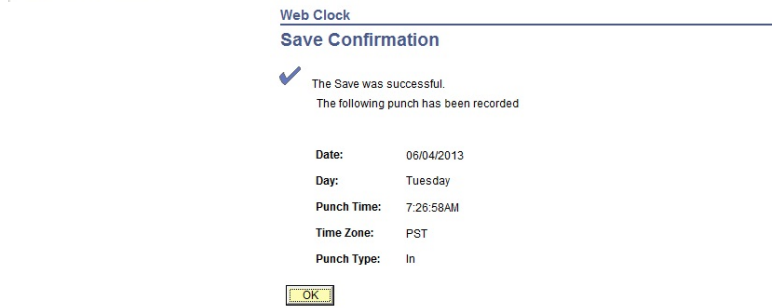 Web Clock
Save Confirmation
The Save was successful.
The following punch has been recorded
Date: 06/04/2013
Day: Tuesday
Punch Time: 7:26:58AM
Time Zone: PST
Punch Type: In
OK